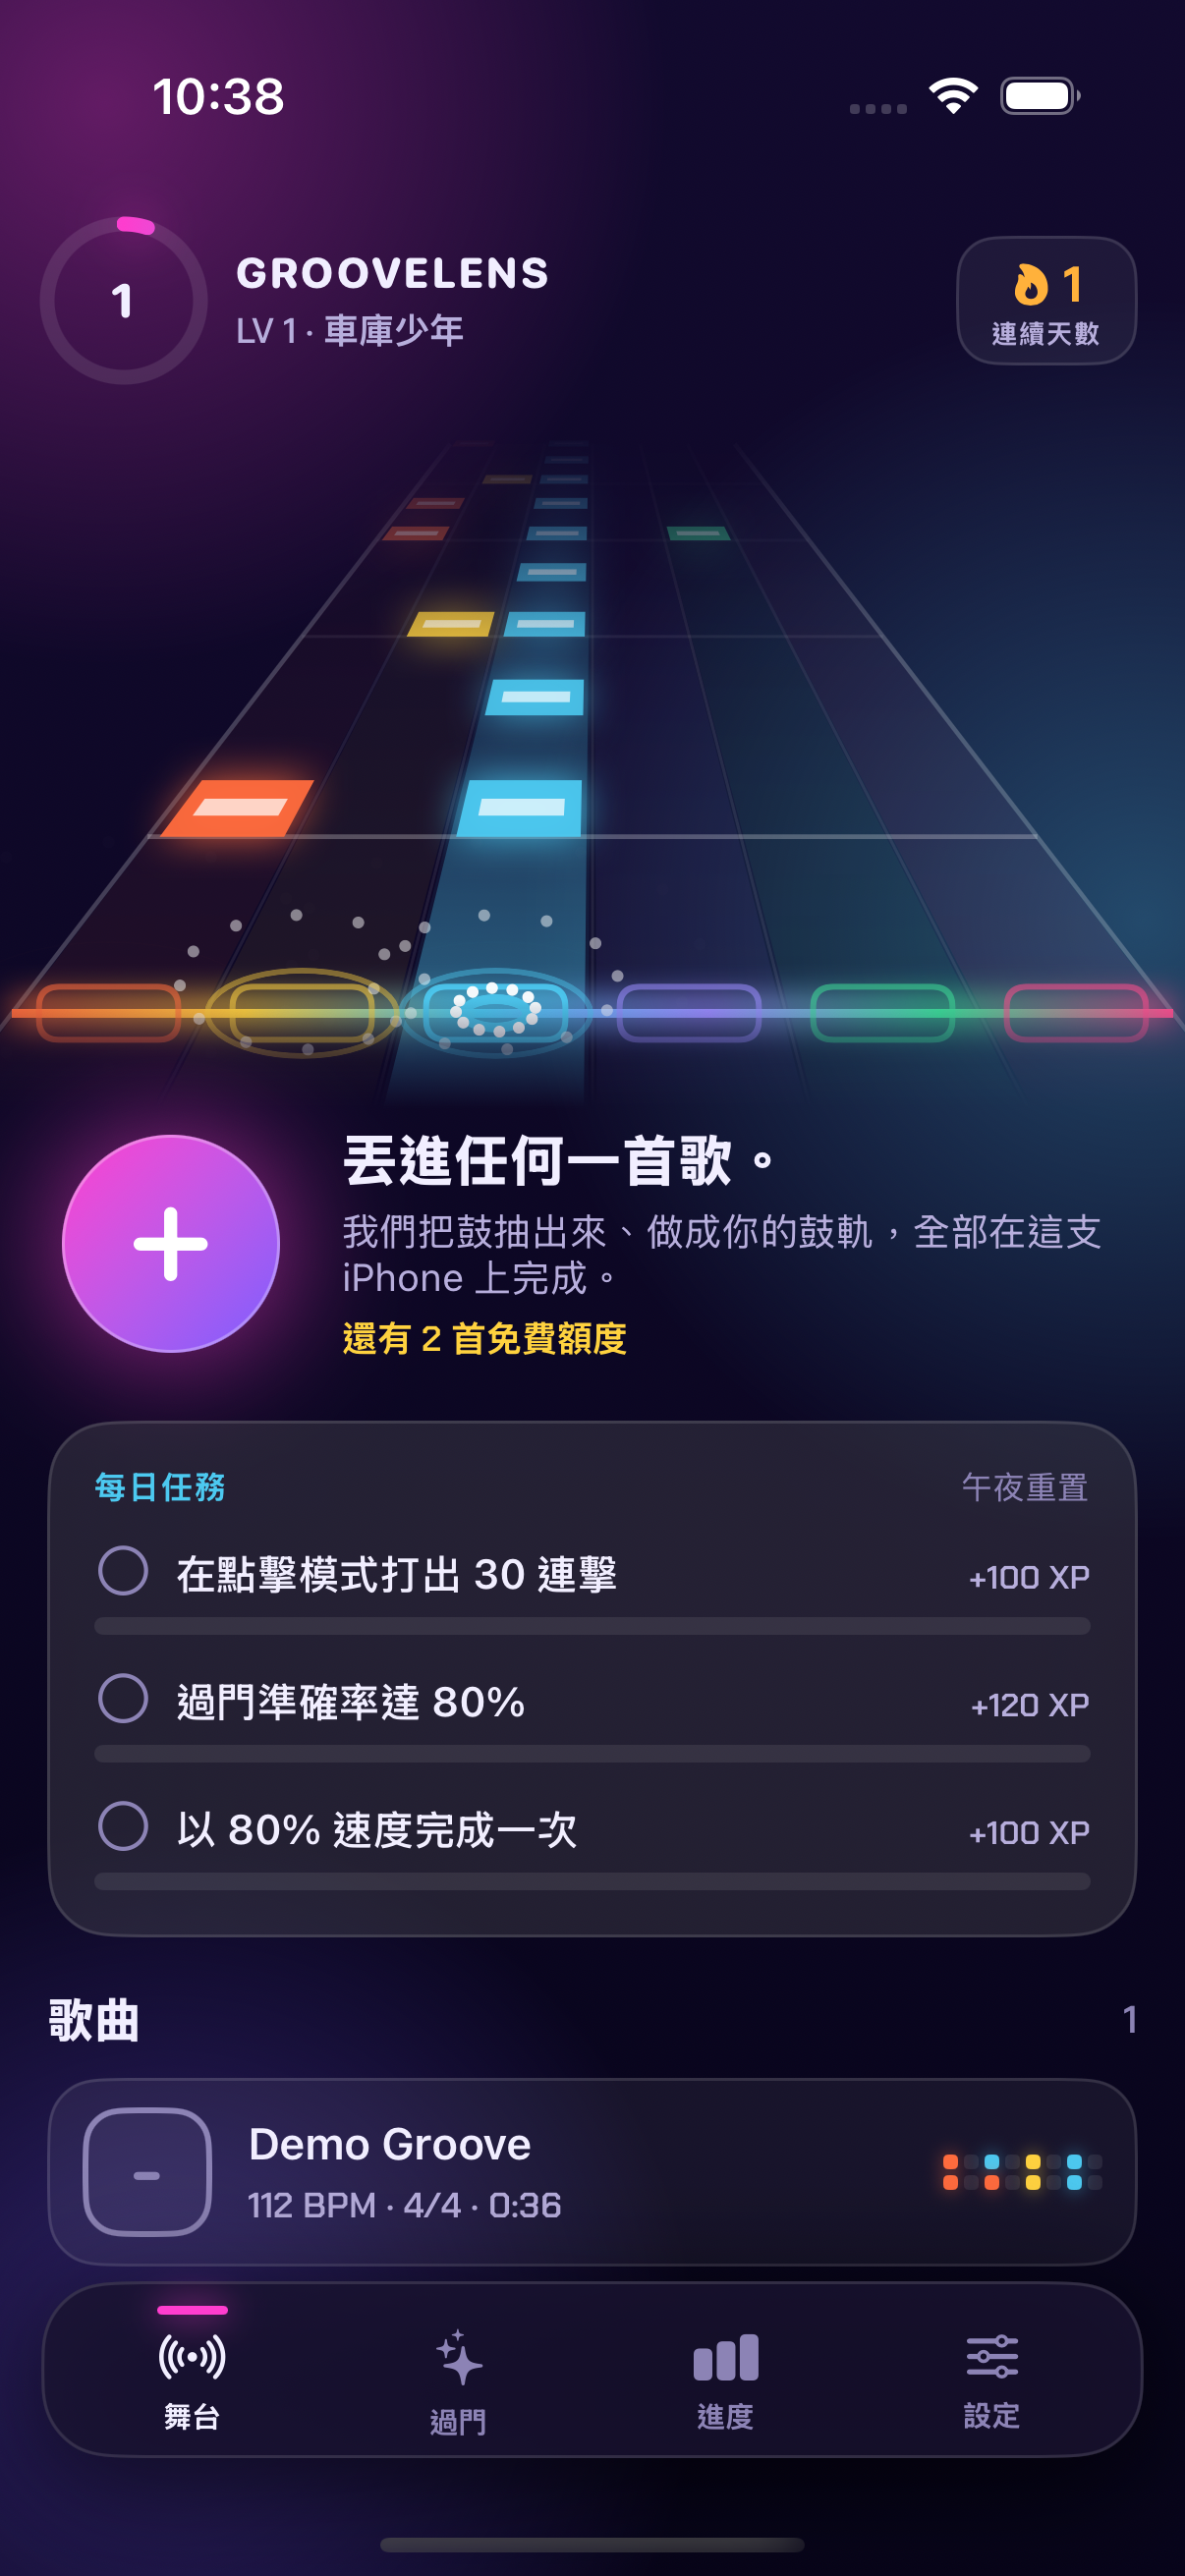 10:38
1
GROOVELENS
LV 1 · 車庫少年
1
連續天數
丟進任何一首歌。
我們把鼓抽出來、做成你的鼓軌，全部在這支
iPhone 上完成。
還有 2 首免費額度
每日任務
午夜重置
在點擊模式打出 30 連擊
+100 XP
過門準確率達 80%
+120 XP
以 80% 速度完成一次
+100 XP
歌曲
1
-
Demo Groove
112 BPM · 4/4 · 0:36
舞台
過門
進度
設定